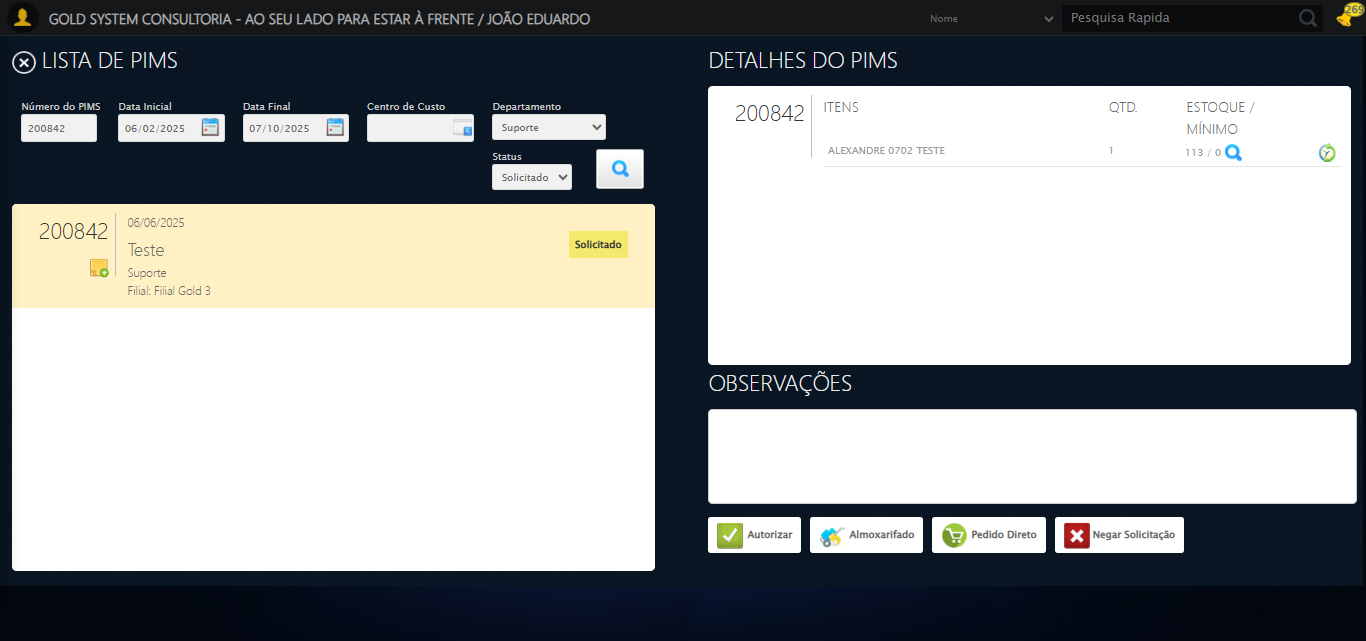 GOLD SYSTEM CONSULTORIA - AO SEU LADO PARA ESTAR À FRENTE / JOÃO EDUARDO
Nome
Pesquisa Rapida
269
LISTA DE PIMS
Número do PIMS
Data Inicial
Data Final
Centro de Custo
Departamento
200842
06/02/2025
07/10/2025
Suporte
Status
Solicitado
200842
06/06/2025
Teste
Suporte
Filial: Filial Gold 3
Solicitado
DETALHES DO PIMS
200842
ITENS
QTD.
ESTOQUE /
MÍNIMO
ALEXANDRE 0702 TESTE
1
113 / 0
OBSERVAÇÕES
Autorizar
Almoxarifado
Pedido Direto
Negar Solicitação